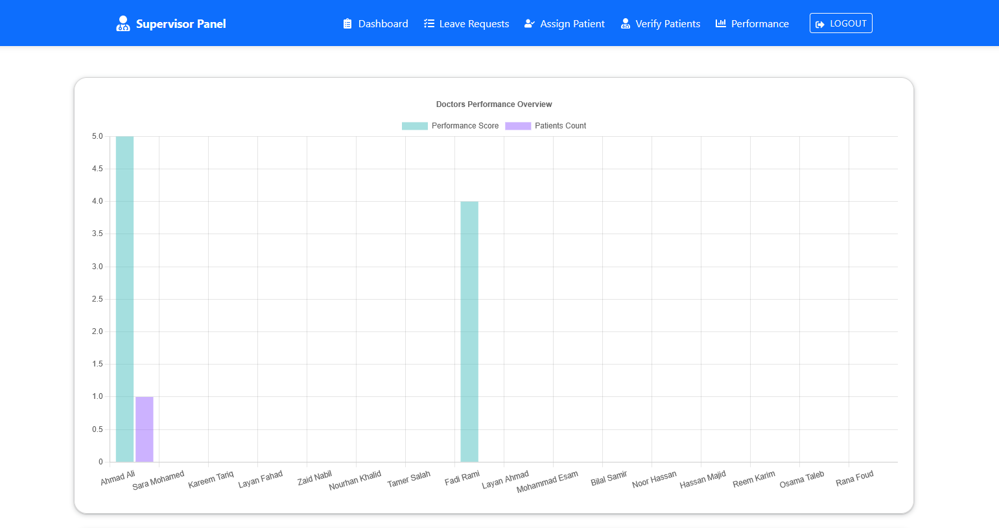 Supervisor Panel
Dashboard
Leave Requests
Assign Patient
Verify Patients
Performance
LOGOUT
Doctors Performance Overview
Performance Score
Patients Count
5.0
4.5
4.0
3.5
3.0
2.5
2.0
1.5
1.0
0.5
0
Ahmad Ali
Sara Mohamed
Kareem Tariq
Layan Fahad
Zaid Nabil
Nourhan Khalid
Tamer Salah
Fadi Rami
Layan Ahmad
Mohammad Esam
Bilal Samir
Noor Hassan
Hassan Majid
Reem Karim
Osama Taleb
Rana Foud